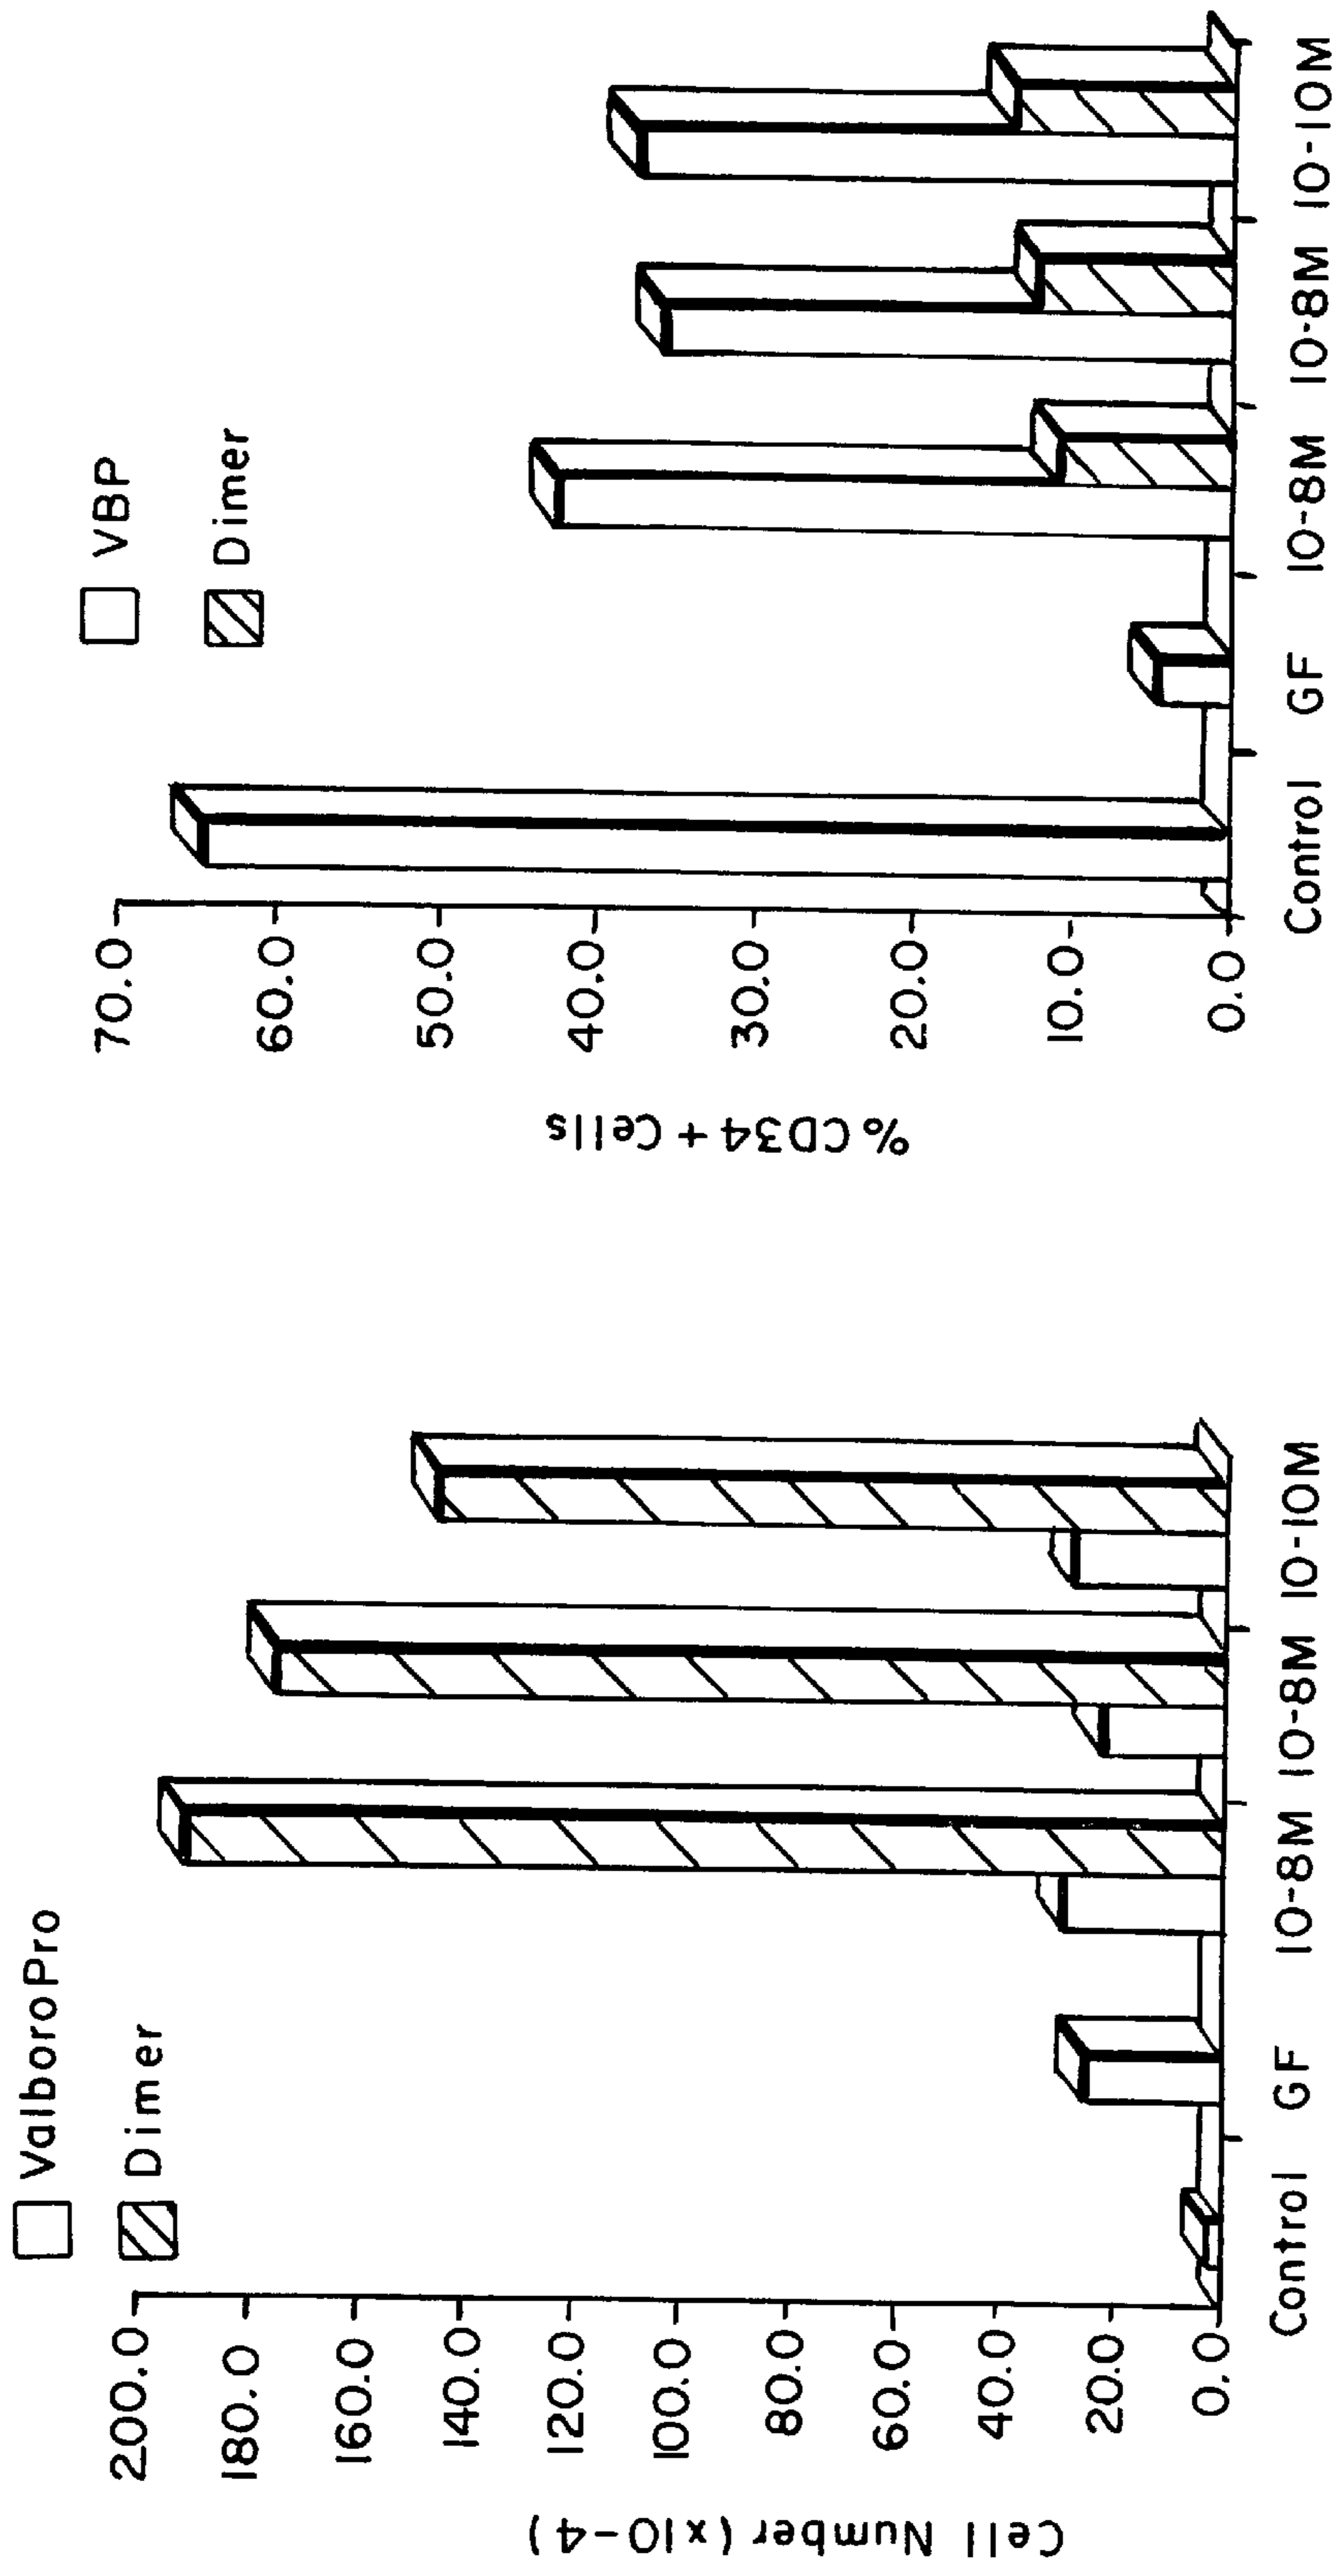 ValboroPro
Dimer
Cell Number (x10-4)
200.0
180.0
160.0
140.0
120.0
100.0
80.0
60.0
40.0
20.0
0.0
Control GF 10-8M 10-8M 10-10M
VBP
Dimer
% CD34 + Cells
70.0
60.0
50.0
40.0
30.0
20.0
10.0
0.0
Control GF 10-8M 10-8M 10-10M